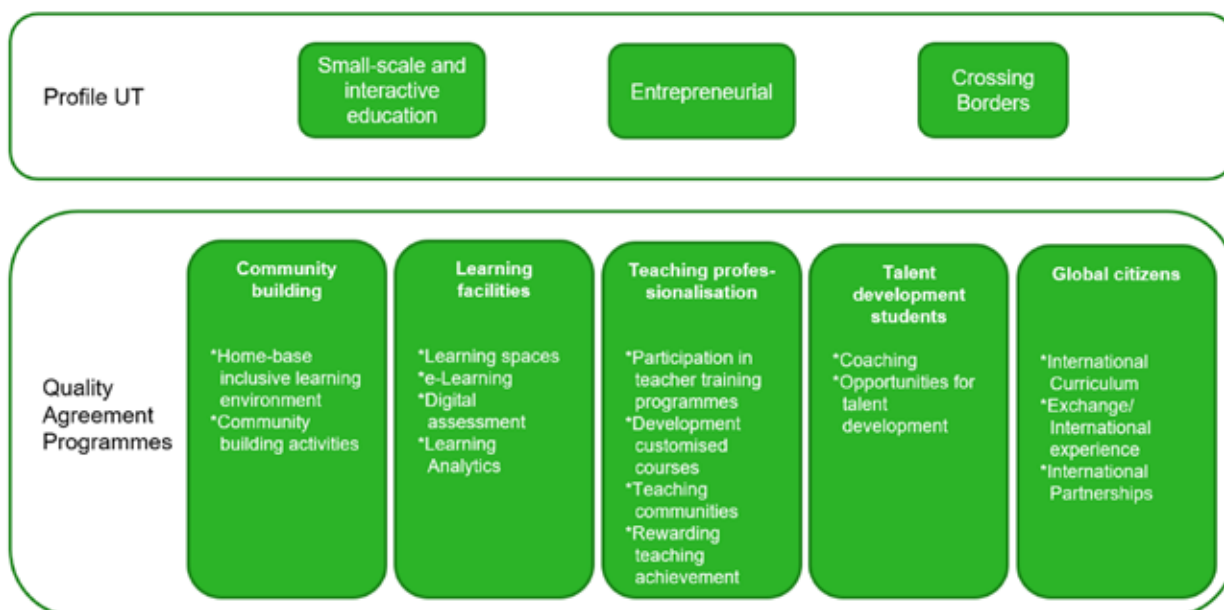 Profile UT
Small-scale and
interactive
education
Entrepreneurial
Crossing
Borders
Quality
Agreement
Programmes
Community
building
*Home-base
inclusive learning
environment
*Community
building activities
Learning
facilities
*Learning spaces
*e-Learning
*Digital
assessment
*Learning
Analytics
Teaching profes-
sionalisation
*Participation in
teacher training
programmes
*Development
customised
courses
*Teaching
communities
*Rewarding
teaching
achievement
Talent
development
students
*Coaching
*Opportunities for
talent
development
Global citizens
*International
Curriculum
*Exchange/
International
experience
*International
Partnerships